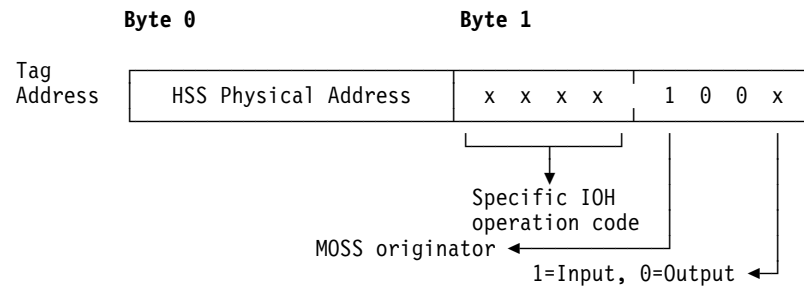 Byte 0 Byte 1
Tag
Address HSS Physical Address x x x x 1 0 0 x
Specific IOH
operation code
MOSS originator
1=Input, 0=Output